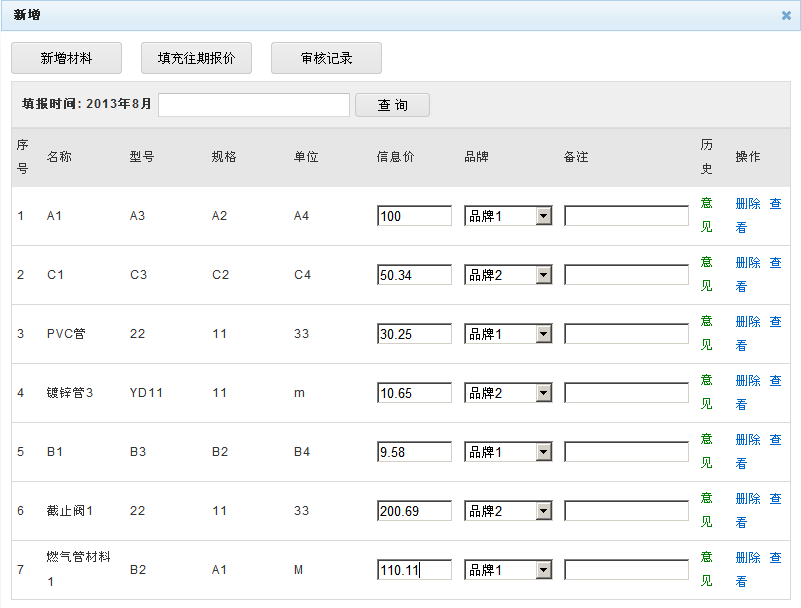 新增
新增材料 填充往期报价 审核记录
填报时间: 2013年8月 查 询
序号 名称 型号 规格 单位 信息价 品牌 备注 历史 操作
1 A1 A3 A2 A4 100 品牌1 意见 删除 查看
2 C1 C3 C2 C4 50.34 品牌2 意见 删除 查看
3 PVC管 22 11 33 30.25 品牌1 意见 删除 查看
4 镀锌管3 YD11 11 m 10.65 品牌2 意见 删除 查看
5 B1 B3 B2 B4 9.58 品牌1 意见 删除 查看
6 截止阀1 22 11 33 200.69 品牌2 意见 删除 查看
7 燃气管材料1 B2 A1 M 110.11 品牌1 意见 删除 查看